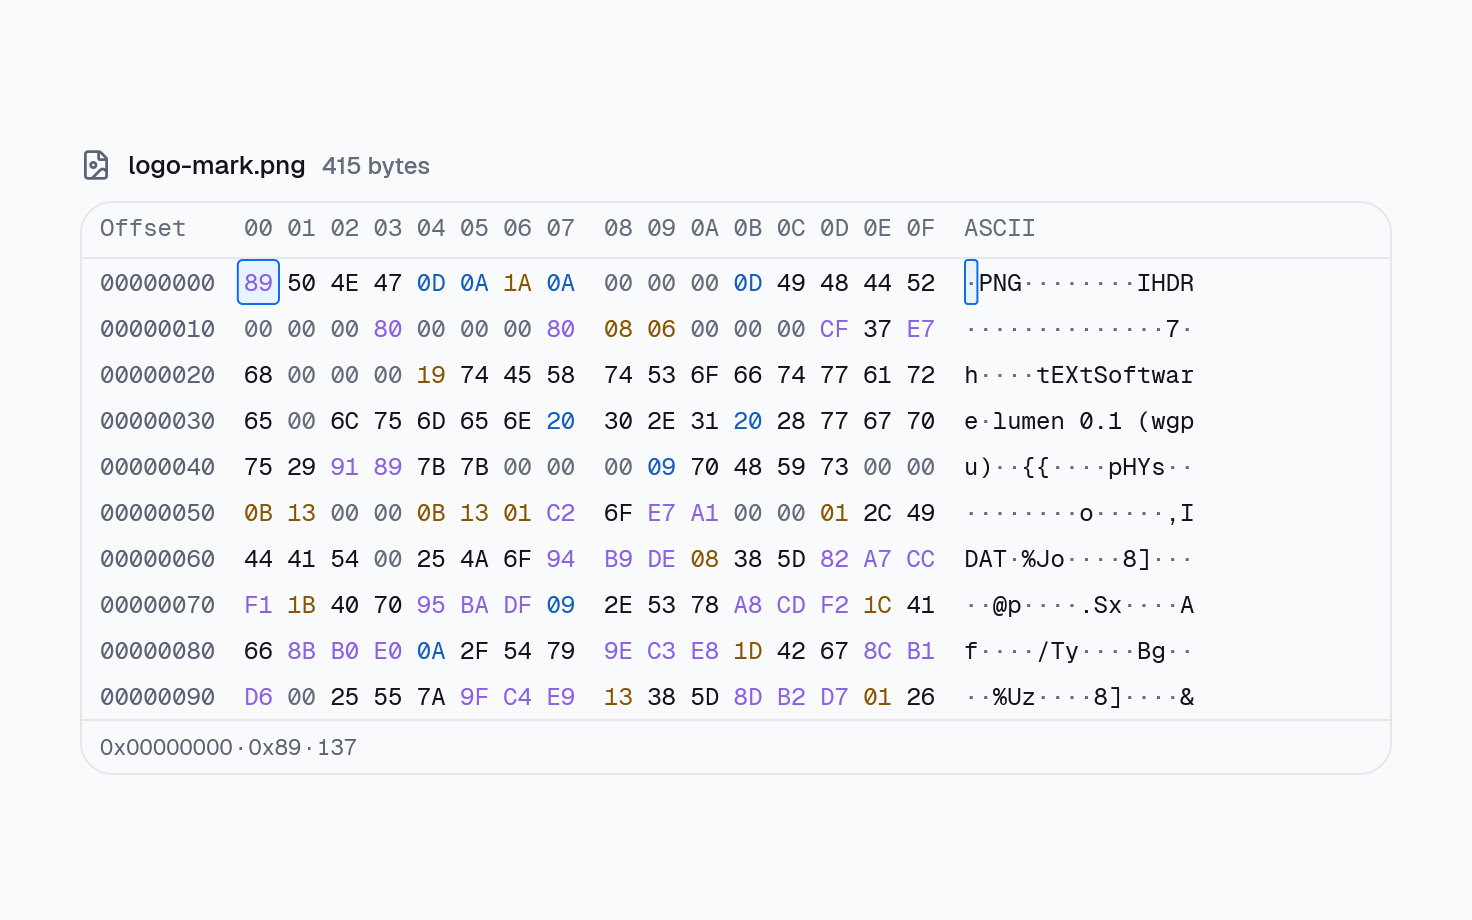 logo-mark.png 415 bytes
Offset 00 01 02 03 04 05 06 07 08 09 0A 0B 0C 0D 0E 0F ASCII
00000000 89 50 4E 47 0D 0A 1A 0A 00 00 00 0D 49 48 44 52 ·PNG········IHDR
00000010 00 00 00 80 00 00 00 80 08 06 00 00 00 CF 37 E7 ··············7·
00000020 68 00 00 00 19 74 45 58 74 53 6F 66 74 77 61 72 h····tEXtSoftwar
00000030 65 00 6C 75 6D 65 6E 20 30 2E 31 20 28 77 67 70 e·lumen 0.1 (wgp
00000040 75 29 91 89 7B 7B 00 00 00 09 70 48 59 73 00 00 u)··{{····pHYs··
00000050 0B 13 00 00 0B 13 01 C2 6F E7 A1 00 00 01 2C 49 ········o·····,I
00000060 44 41 54 00 25 4A 6F 94 B9 DE 08 38 5D 82 A7 CC DAT·%Jo····8]···
00000070 F1 1B 40 70 95 BA DF 09 2E 53 78 A8 CD F2 1C 41 ··@p····.Sx····A
00000080 66 8B B0 E0 0A 2F 54 79 9E C3 E8 1D 42 67 8C B1 f····/Ty····Bg··
00000090 D6 00 25 55 7A 9F C4 E9 13 38 5D 8D B2 D7 01 26 ··%Uz····8]····&
0x00000000·0x89·137